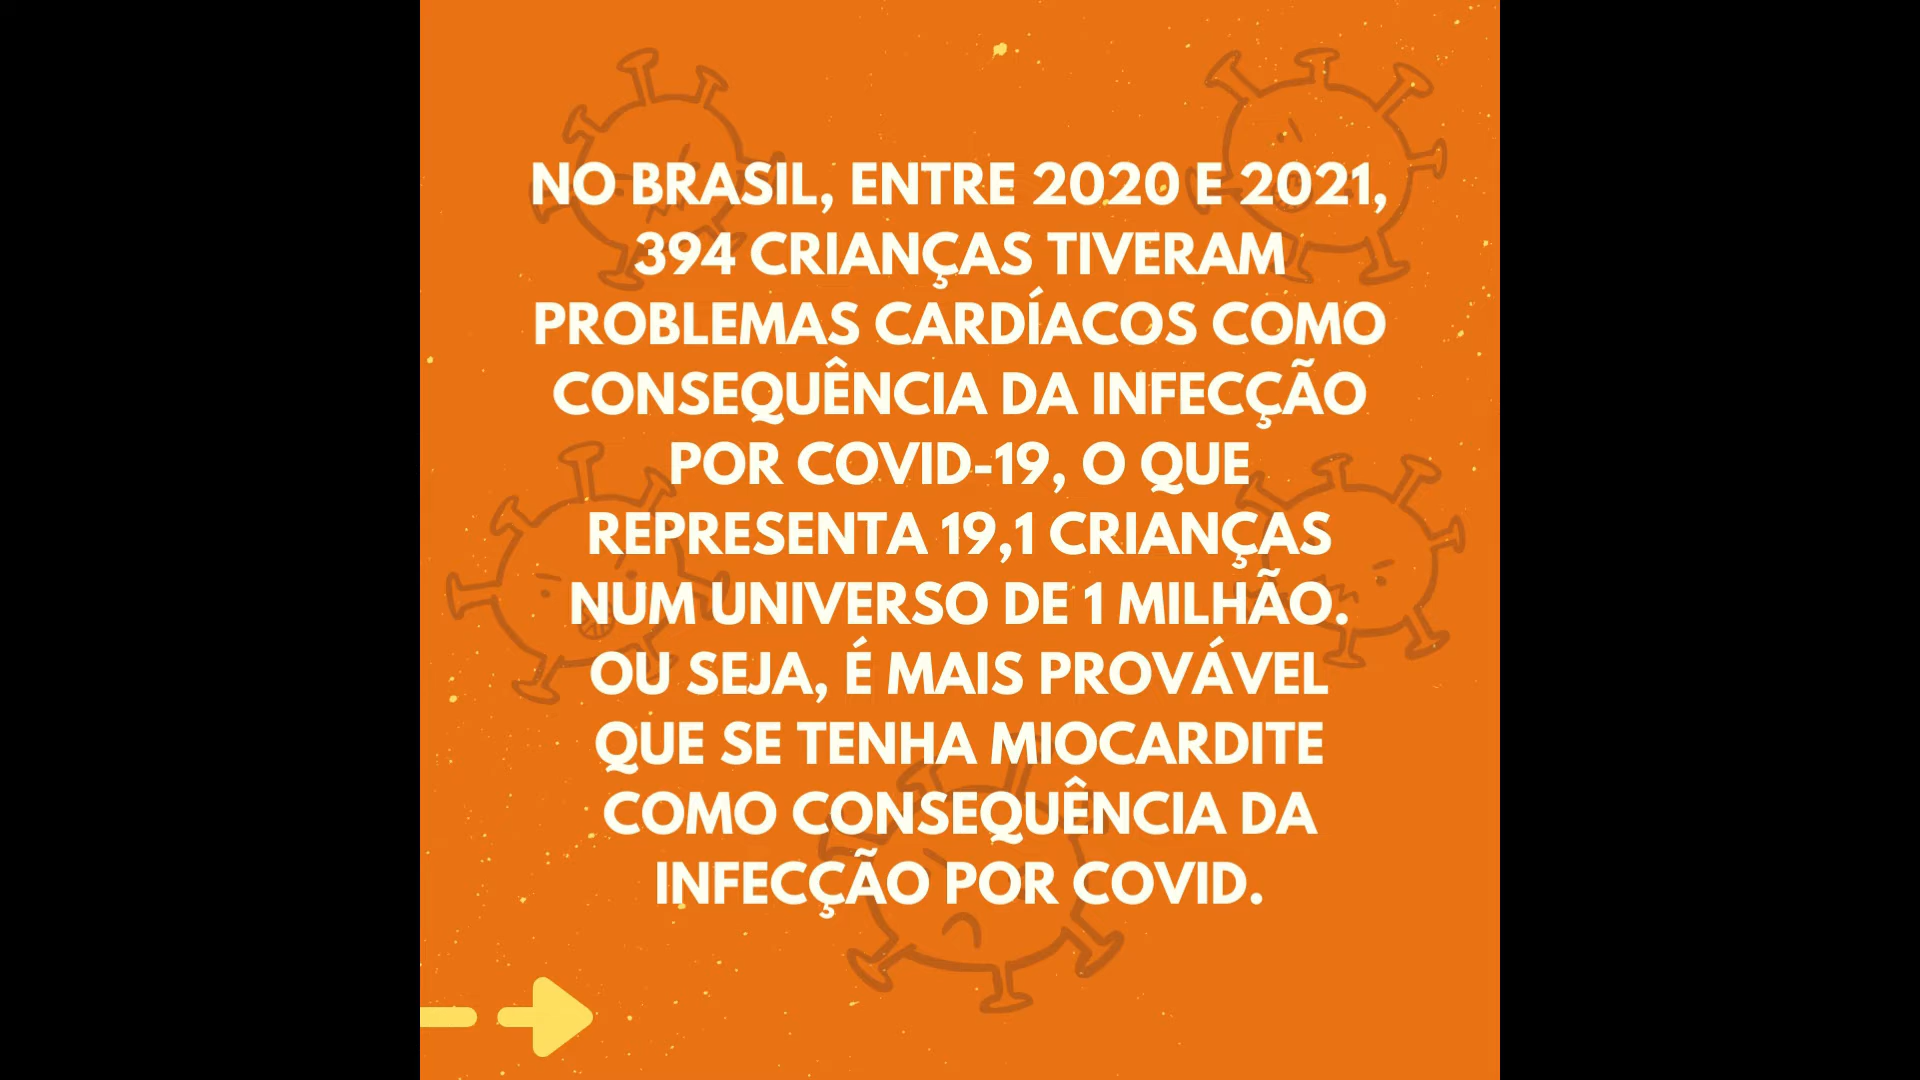 NO BRASIL, ENTRE 2020 E 2021,
394 CRIANÇAS TIVERAM
PROBLEMAS CARDÍACOS COMO
CONSEQUÊNCIA DA INFECÇÃO
POR COVID-19, O QUE
REPRESENTA 19,1 CRIANÇAS
NUM UNIVERSO DE 1 MILHÃO.
OU SEJA, É MAIS PROVÁVEL
QUE SE TENHA MIOCARDITE
COMO CONSEQUÊNCIA DA
INFECÇÃO POR COVID.